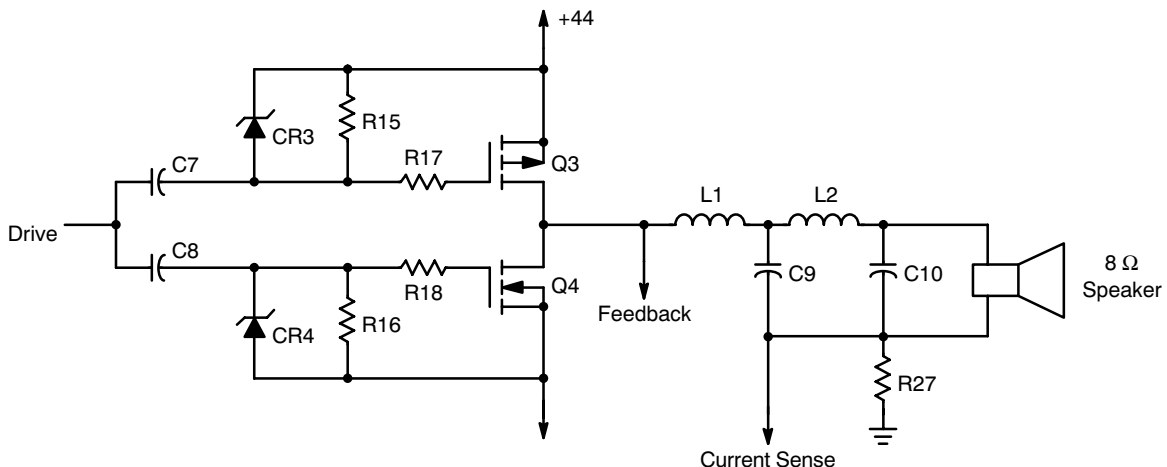 +44
CR3
R15
C7
R17
Q3
Drive
L1
L2
C8
R18
Q4
C9
C10
8 Ω
Speaker
Feedback
CR4
R16
R27
Current Sense